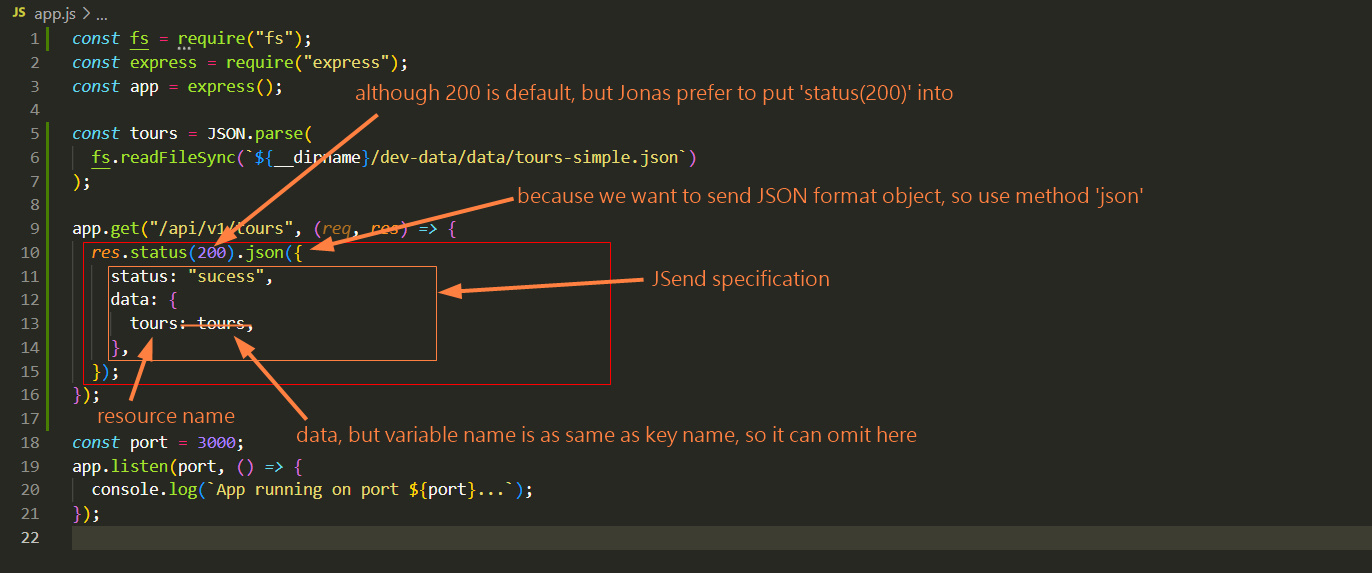 JS app.js > ...
1 const fs = require("fs");
2 const express = require("express");
3 const app = express();
although 200 is default, but Jonas prefer to put 'status(200)' into
4
5 const tours = JSON.parse(
6 fs.readFileSync(`${__dirname}/dev-data/data/tours-simple.json`)
7 );
8
because we want to send JSON format object, so use method 'json'
9 app.get("/api/v1/tours", (req, res) => {
10 res.status(200).json({
11 status: "sucess",
JSend specification
12 data: {
13 tours: tours,
14 },
15 });
16 });
resource name
17
data, but variable name is as same as key name, so it can omit here
18 const port = 3000;
19 app.listen(port, () => {
20 console.log(`App running on port ${port}...`);
21 });
22